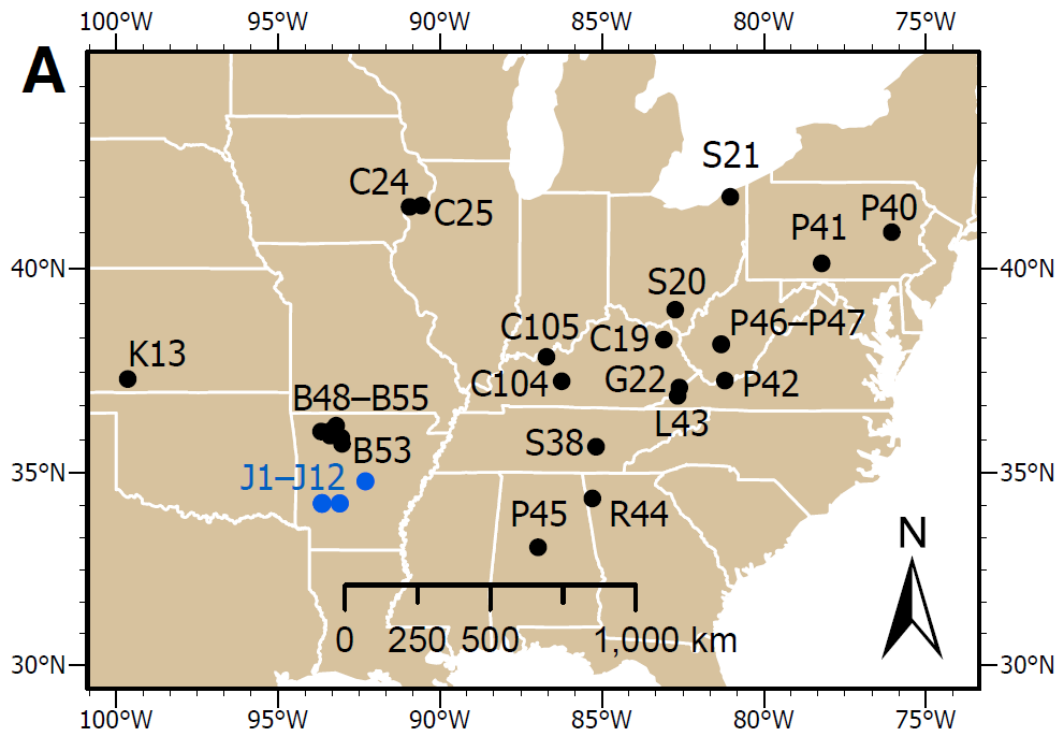 100°W 95°W 90°W 85°W 80°W 75°W
A
S21
C24
C25
P40
P41
40°N 40°N
S20
P46–P47
C105
C19
K13
C104
G22
P42
B48–B55
L43
B53
S38
J1–J12
35°N 35°N
P45
R44
N
0 250 500 1,000 km
30°N 30°N
100°W 95°W 90°W 85°W 80°W 75°W